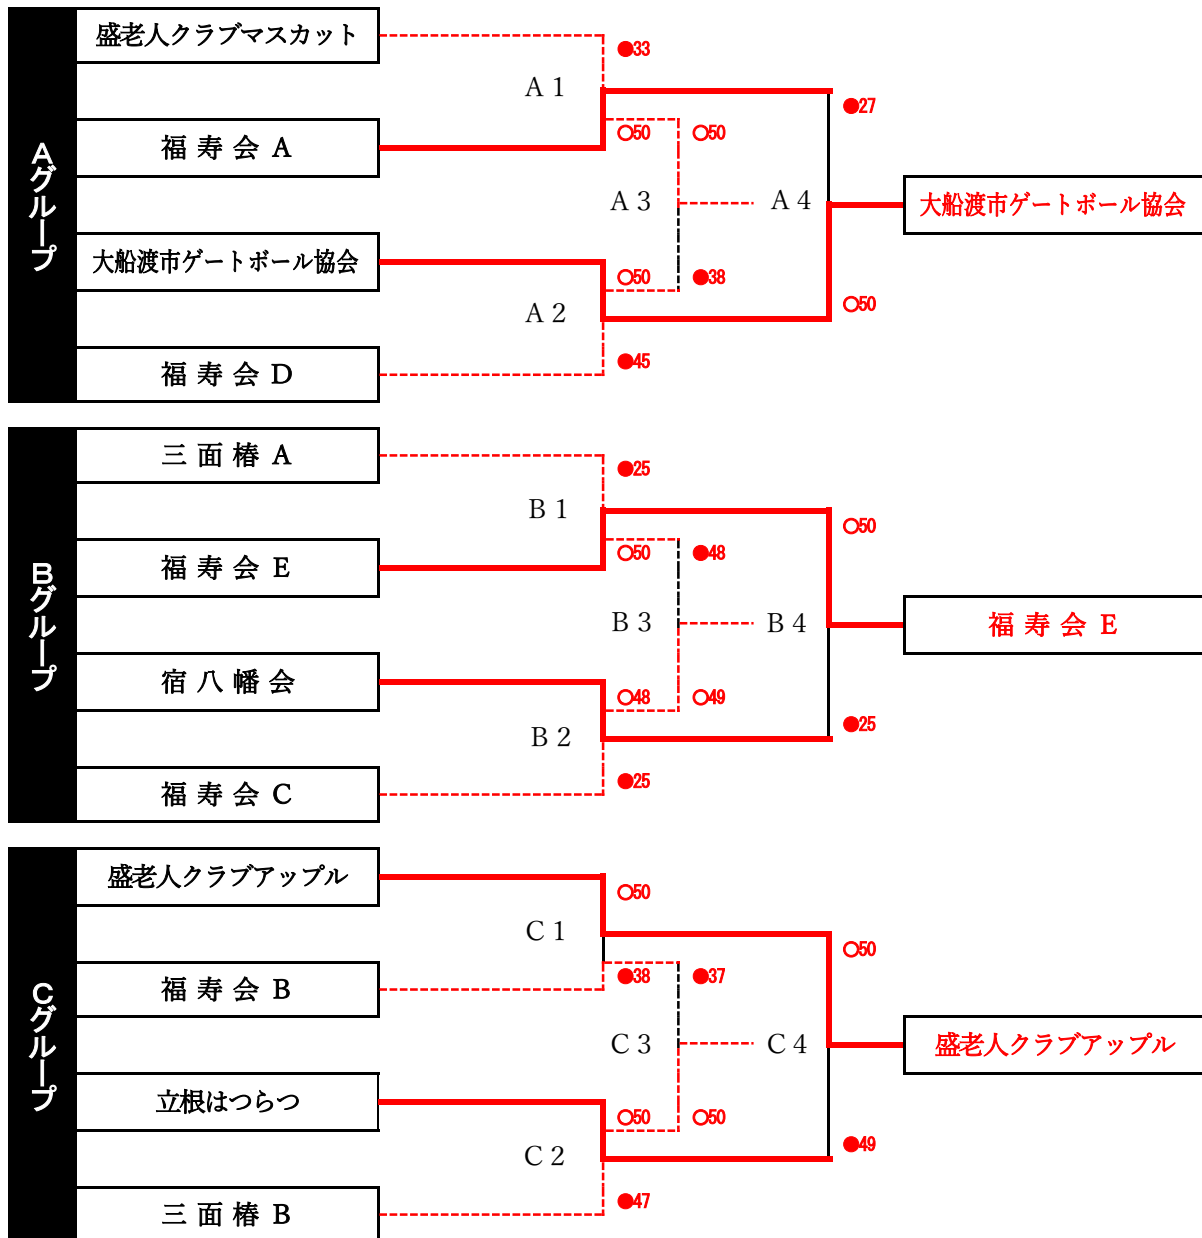 Aグループ
盛老人クラブマスカット
●33
A 1
●27
福 寿 会 A
○50
○50
A 3
A 4
大船渡市ゲートボール協会
大船渡市ゲートボール協会
○50
●38
A 2
○50
●45
福 寿 会 D
Bグループ
三 面 椿 A
●25
B 1
○50
福 寿 会 E
○50
●48
B 3
B 4
福 寿 会 E
宿 八 幡 会
○48
○49
B 2
●25
●25
福 寿 会 C
Cグループ
盛老人クラブアップル
○50
C 1
○50
福 寿 会 B
●38
●37
C 3
C 4
盛老人クラブアップル
立根はつらつ
○50
○50
C 2
●49
●47
三 面 椿 B